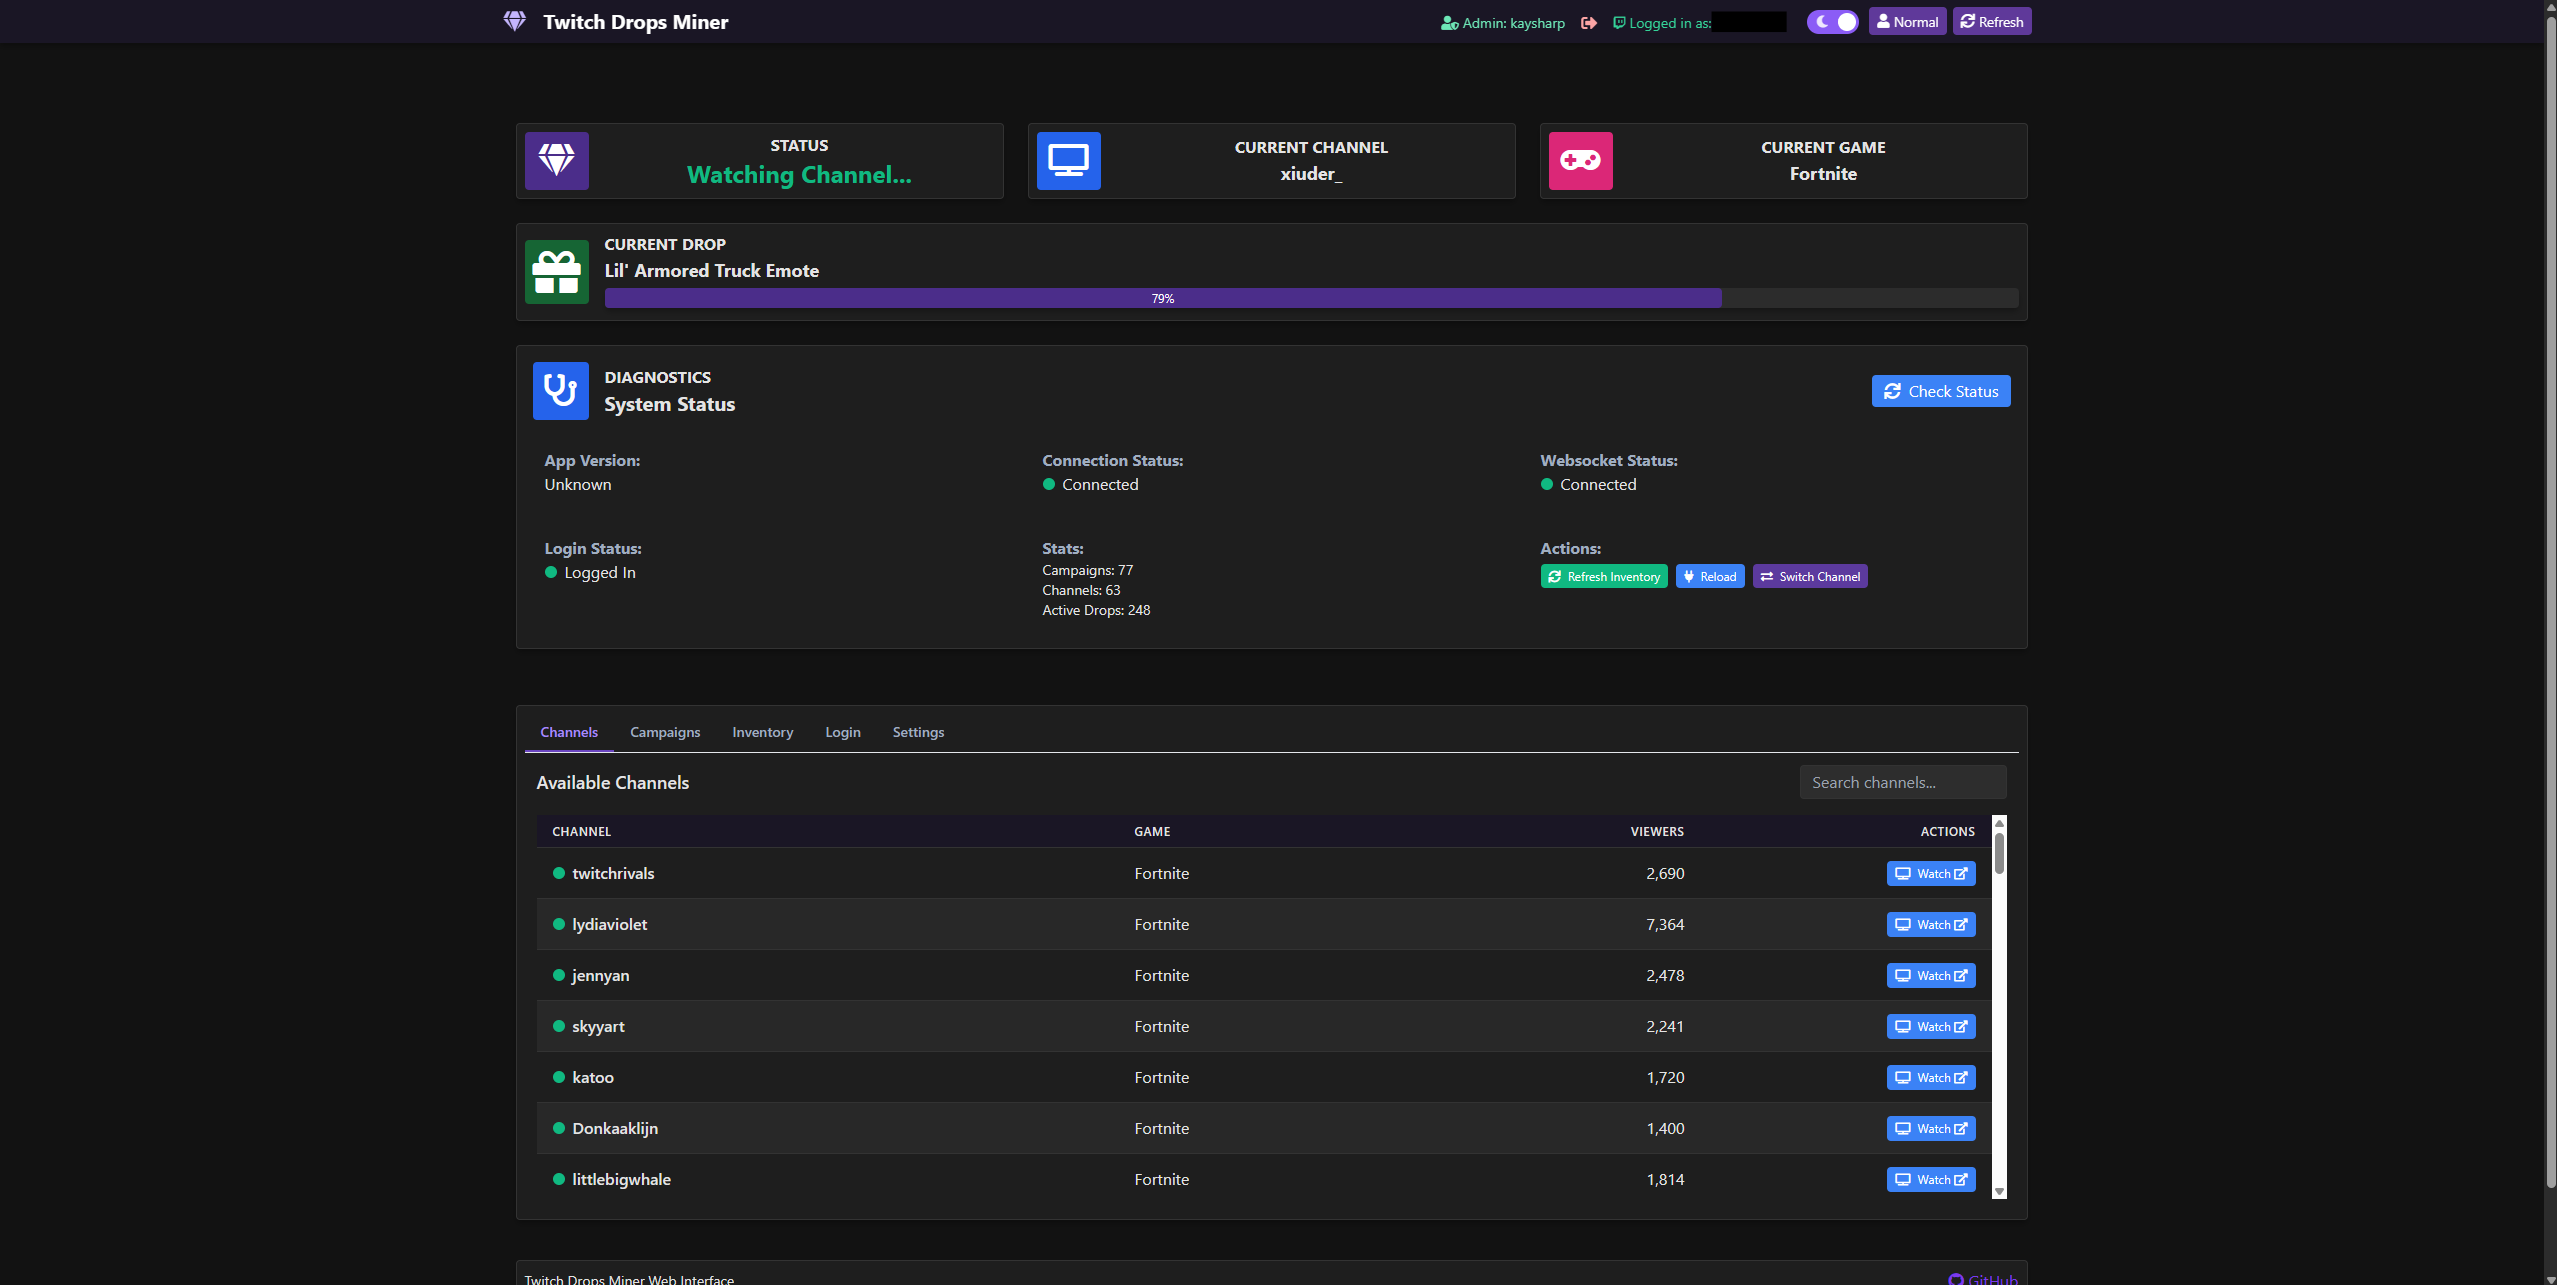 Twitch Drops Miner
Admin: kaysharp
Logged in as:
Normal
Refresh
STATUS
Watching Channel...
CURRENT CHANNEL
xiuder_
CURRENT GAME
Fortnite
CURRENT DROP
Lil' Armored Truck Emote
79%
DIAGNOSTICS
System Status
Check Status
App Version:
Unknown
Connection Status:
Connected
Websocket Status:
Connected
Login Status:
Logged In
Stats:
Campaigns: 77
Channels: 63
Active Drops: 248
Actions:
Refresh Inventory Reload Switch Channel
Channels Campaigns Inventory Login Settings
Available Channels
Search channels...
CHANNEL GAME VIEWERS ACTIONS
twitchrivals Fortnite 2,690 Watch
lydiaviolet Fortnite 7,364 Watch
jennyan Fortnite 2,478 Watch
skyyart Fortnite 2,241 Watch
katoo Fortnite 1,720 Watch
Donkaaklijn Fortnite 1,400 Watch
littlebigwhale Fortnite 1,814 Watch
Twitch Drops Miner Web Interface
GitHub